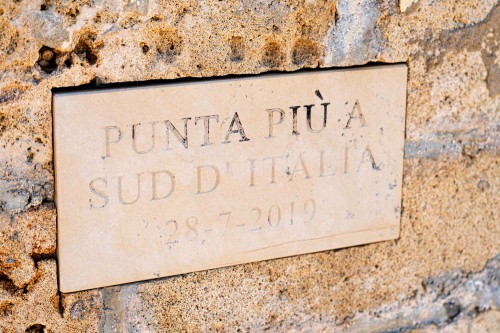 PUNTA PIÙ A
SUD D'ITALIA
28-7-2019